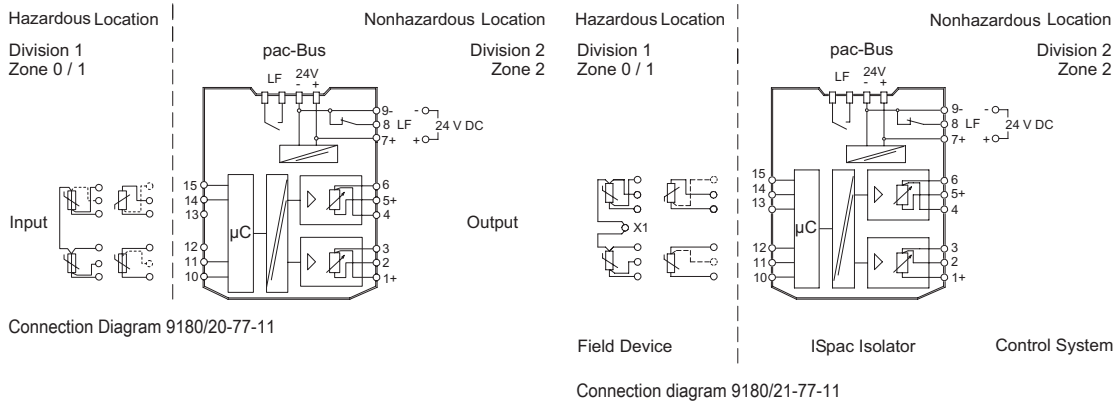 Hazardous Location
Nonhazardous Location
Division 1
Zone 0 / 1
pac-Bus
Division 2
Zone 2
LF
24V
- +
9-
8 LF
7+
-
+
24 V DC
15
14
13
12
11
10
Input
µC
6
5+
4
3
2
1+
Output
Connection Diagram 9180/20-77-11
Hazardous Location
Nonhazardous Location
Division 1
Zone 0 / 1
pac-Bus
Division 2
Zone 2
LF
24V
- +
9-
8 LF
7+
-
+
24 V DC
X1
15
14
13
12
11
10
µC
6
5+
4
3
2
1+
Field Device
ISpac Isolator
Control System
Connection diagram 9180/21-77-11